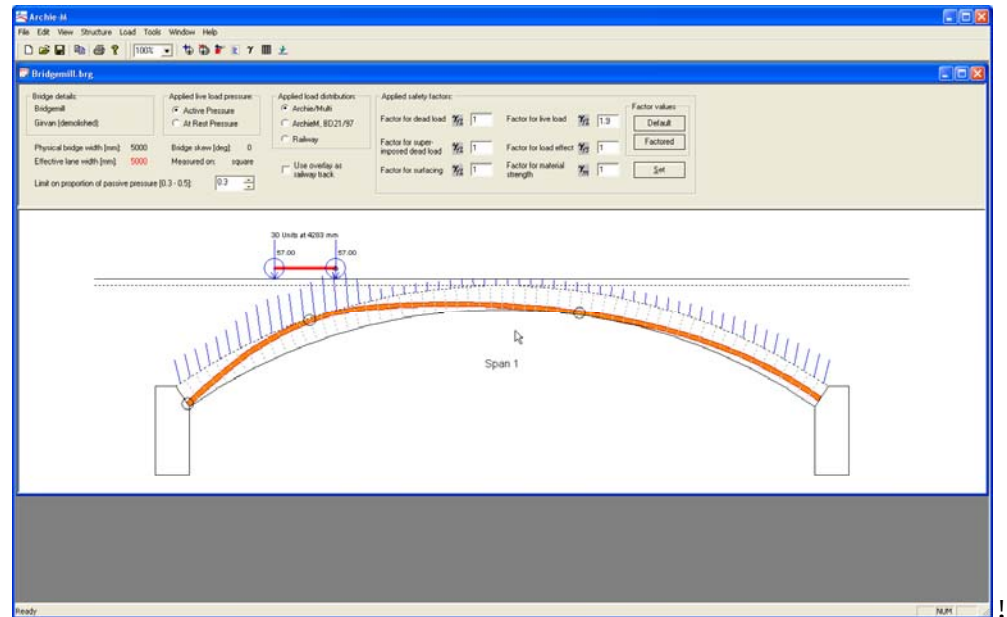 Archie-M
File Edit View Structure Load Tools Window Help
100%
Bridgemill.brg
Bridge details:
Bridgemill
Girvan (demolished)
Physical bridge width [mm]: 5000 Bridge skew [deg]: 0
Effective lane width [mm]: 5000 Measured on: square
Limit on proportion of passive pressure [0.3 - 0.5]: 0.3
Applied live load pressure:
Active Pressure
At Rest Pressure
Applied load distribution:
Archie/Multi
ArchieM, BD21/97
Railway
Use overlay as
railway track
Applied safety factors:
Factor for dead load 1 Factor for live load 1.9
Factor for super-
imposed dead load 1 Factor for load effect 1
Factor for surfacing 1 Factor for material
strength 1
Factor values
Default
Factored
Set
30 Units at 4283 mm
57.00 57.00
Span 1
Ready NUM
!